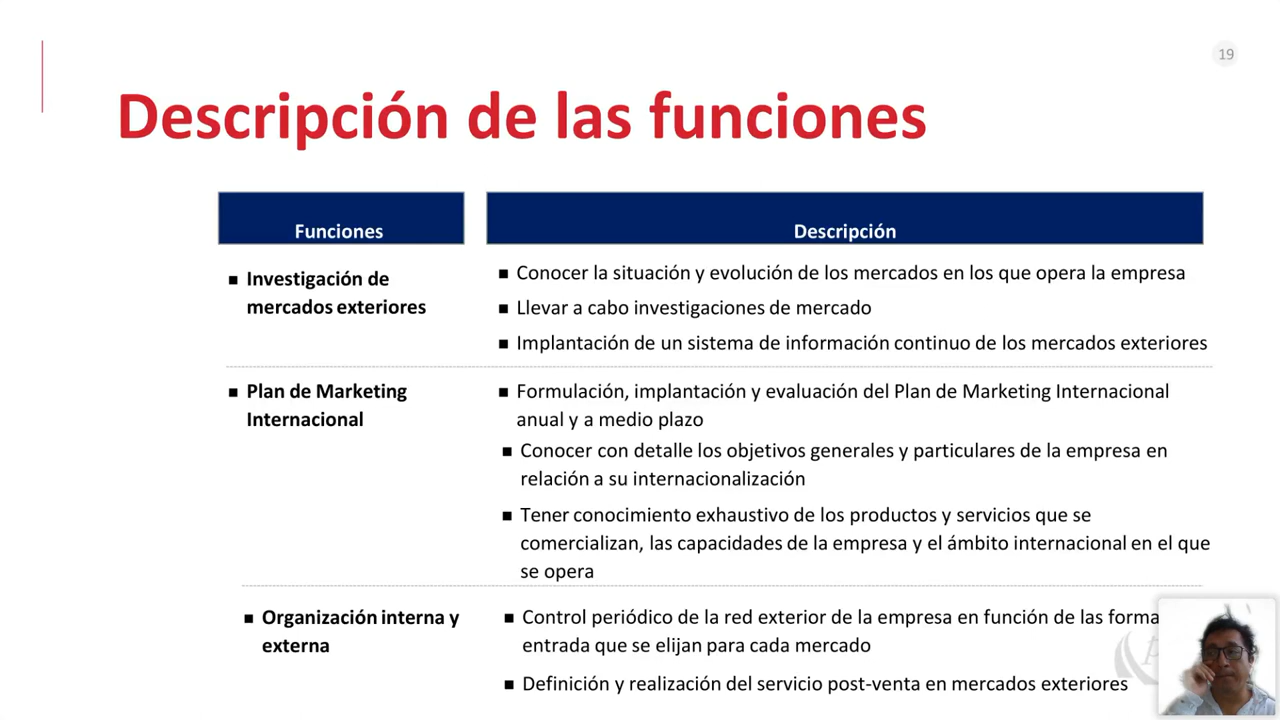 19
Descripción de las funciones
Funciones
Descripción
▪ Investigación de
mercados exteriores
▪ Conocer la situación y evolución de los mercados en los que opera la empresa
▪ Llevar a cabo investigaciones de mercado
▪ Implantación de un sistema de información continuo de los mercados exteriores
▪ Plan de Marketing
Internacional
▪ Formulación, implantación y evaluación del Plan de Marketing Internacional
anual y a medio plazo
▪ Conocer con detalle los objetivos generales y particulares de la empresa en
relación a su internacionalización
▪ Tener conocimiento exhaustivo de los productos y servicios que se
comercializan, las capacidades de la empresa y el ámbito internacional en el que
se opera
▪ Organización interna y
externa
▪ Control periódico de la red exterior de la empresa en función de las forma
entrada que se elijan para cada mercado
▪ Definición y realización del servicio post-venta en mercados exteriores